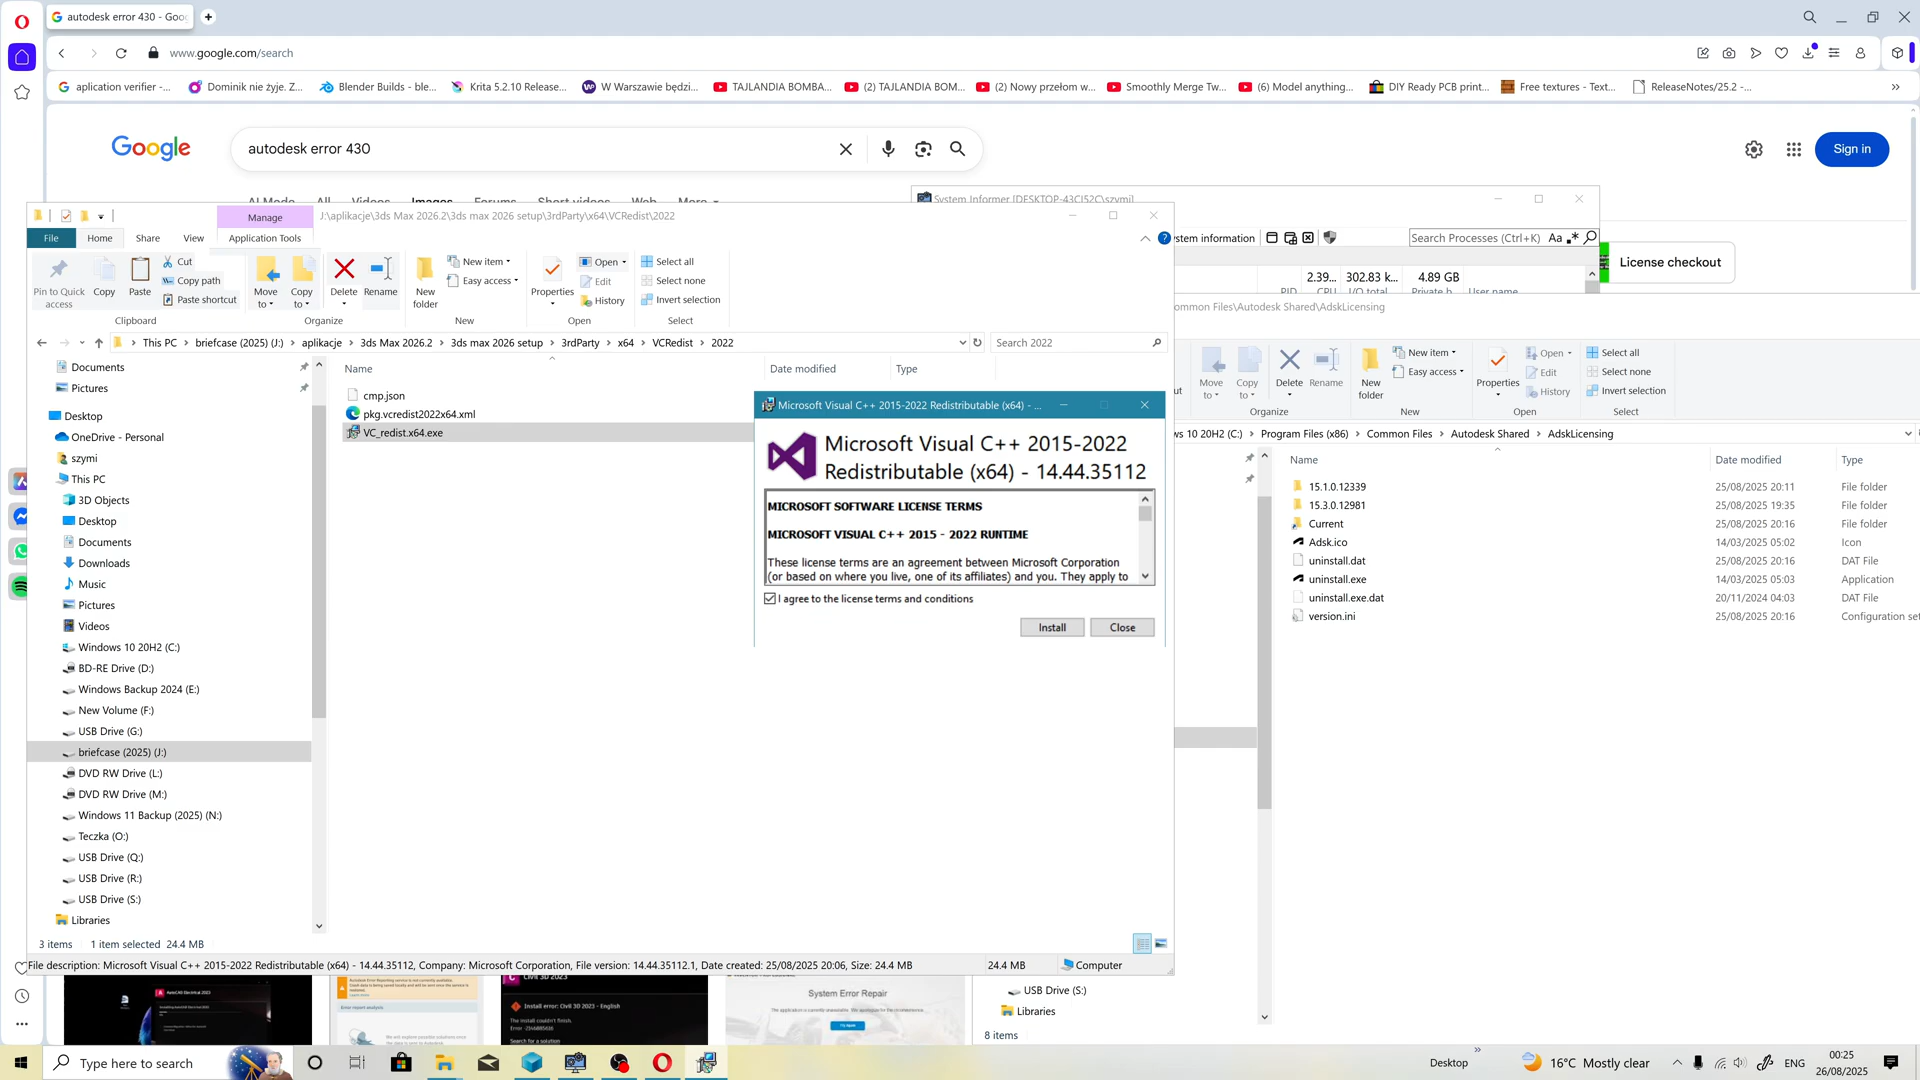 autodesk error 430 - Goo
www.google.com/search
aplication verifier -...
Dominik nie żyje. Z...
Blender Builds - ble...
Krita 5.2.10 Release...
W Warszawie będzi...
TAJLANDIA BOMBA...
(2) TAJLANDIA BOM...
(2) Nowy przełom w...
Smoothly Merge Tw...
(6) Model anything...
DIY Ready PCB print...
Free textures - Text...
ReleaseNotes/25.2 -...
Google
autodesk error 430
Sign in
System Informer [DESKTOP-43CI52C\szymi]
Manage
J:\aplikacje\3ds Max 2026.2\3ds max 2026 setup\3rdParty\x64\VCRedist\2022
File
Home
Share
View
Application Tools
ystem information
Search Processes (Ctrl+K)
Aa
License checkout
2.39...
302.83 k...
4.89 GB
Pin to Quick access
Copy
Paste
Cut
Copy path
Paste shortcut
Move to
Copy to
Delete
Rename
New folder
New item
Easy access
Properties
Open
Edit
History
Select all
Select none
Invert selection
Clipboard
Organize
New
Open
Select
ommon Files\Autodesk Shared\AdskLicensing
This PC
briefcase (2025) (J:)
aplikacje
3ds Max 2026.2
3ds max 2026 setup
3rdParty
x64
VCRedist
2022
Search 2022
Move to
Copy to
Delete
Rename
New folder
New item
Easy access
Properties
Open
Edit
History
Select all
Select none
Invert selection
Organize
New
Open
Select
ws 10 20H2 (C:)
Program Files (x86)
Common Files
Autodesk Shared
AdskLicensing
Documents
Pictures
Desktop
OneDrive - Personal
szymi
This PC
3D Objects
Desktop
Documents
Downloads
Music
Pictures
Videos
Windows 10 20H2 (C:)
BD-RE Drive (D:)
Windows Backup 2024 (E:)
New Volume (F:)
USB Drive (G:)
briefcase (2025) (J:)
DVD RW Drive (L:)
DVD RW Drive (M:)
Windows 11 Backup (2025) (N:)
Teczka (O:)
USB Drive (Q:)
USB Drive (R:)
USB Drive (S:)
Libraries
Name
Date modified
Type
cmp.json
pkg.vcredist2022x64.xml
VC_redist.x64.exe
Microsoft Visual C++ 2015-2022 Redistributable (x64) - ...
Microsoft Visual C++ 2015-2022
Redistributable (x64) - 14.44.35112
MICROSOFT SOFTWARE LICENSE TERMS
MICROSOFT VISUAL C++ 2015 - 2022 RUNTIME
These license terms are an agreement between Microsoft Corporation
(or based on where you live, one of its affiliates) and you. They apply to
I agree to the license terms and conditions
Install
Close
Name
Date modified
Type
15.1.0.12339
25/08/2025 20:11
File folder
15.3.0.12981
25/08/2025 19:35
File folder
Current
25/08/2025 20:16
File folder
Adsk.ico
14/03/2025 05:02
Icon
uninstall.dat
25/08/2025 20:16
DAT File
uninstall.exe
14/03/2025 05:03
Application
uninstall.exe.dat
20/11/2024 04:03
DAT File
version.ini
25/08/2025 20:16
Configuration set
3 items
1 item selected 24.4 MB
File description: Microsoft Visual C++ 2015-2022 Redistributable (x64) - 14.44.35112, Company: Microsoft Corporation, File version: 14.44.35112.1, Date created: 25/08/2025 20:06, Size: 24.4 MB
24.4 MB
Computer
Install error: Civil 3D 2023 - English
The install couldn't finish.
System Error Repair
USB Drive (S:)
Libraries
8 items
Type here to search
Desktop
16°C Mostly clear
ENG
00:25
26/08/2025